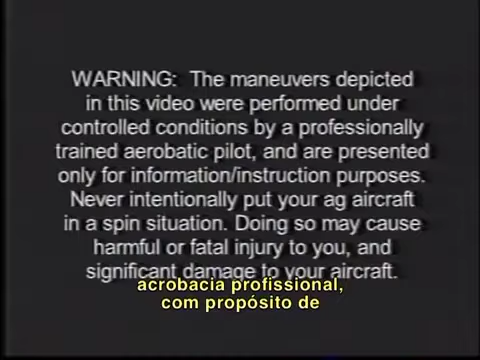 WARNING:  The maneuvers depicted
in this video were performed under
controlled conditions by a professionally
trained aerobatic pilot, and are presented
only for information/instruction purposes.
Never intentionally put your ag aircraft
in a spin situation. Doing so may cause
harmful or fatal injury to you, and
significant damage to your aircraft.
acrobacia profissional,
com propósito de